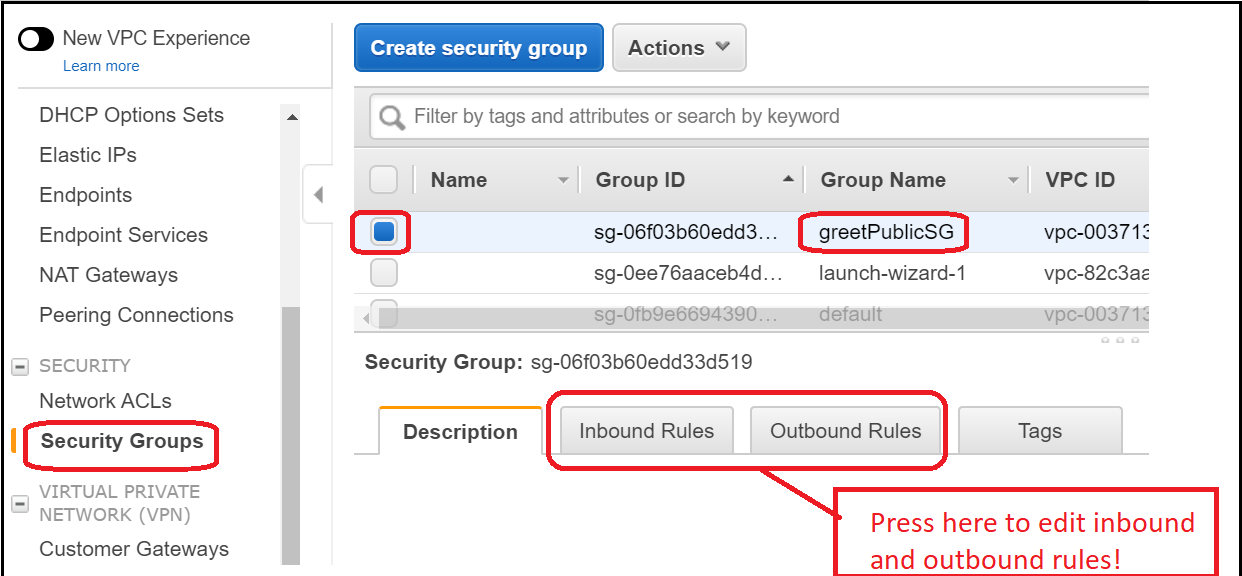 New VPC Experience
Learn more
DHCP Options Sets
Elastic IPs
Endpoints
Endpoint Services
NAT Gateways
Peering Connections
SECURITY
Network ACLs
Security Groups
VIRTUAL PRIVATE
NETWORK (VPN)
Customer Gateways
Create security group
Actions
Filter by tags and attributes or search by keyword
Name Group ID Group Name VPC ID
sg-06f03b60edd3... greetPublicSG vpc-003713
sg-0ee76aaceb4d... launch-wizard-1 vpc-82c3aa
sg-0fb9e6694390... default vpc-003713
Security Group: sg-06f03b60edd33d519
Description Inbound Rules Outbound Rules Tags
Press here to edit inbound
and outbound rules!